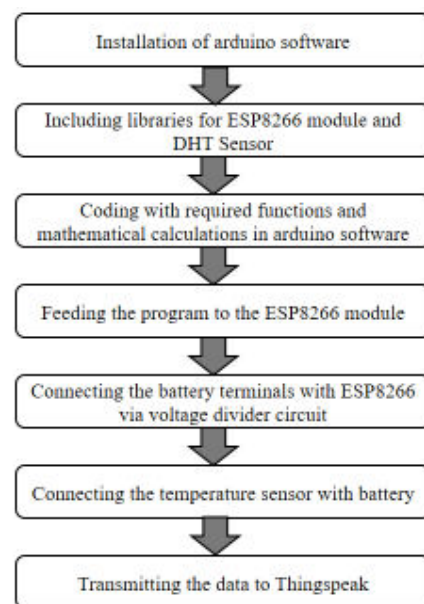 Installation of arduino software
Including libraries for ESP8266 module and
DHT Sensor
Coding with required functions and
mathematical calculations in arduino software
Feeding the program to the ESP8266 module
Connecting the battery terminals with ESP8266
via voltage divider circuit
Connecting the temperature sensor with battery
Transmitting the data to Thingspeak